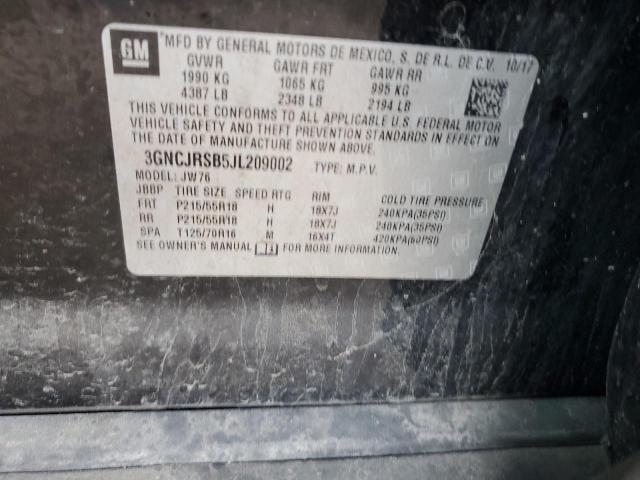 GM
MFD BY GENERAL MOTORS DE MEXICO, S. DE R.L. DE C.V. 10/17
GVWR GAWR FRT GAWR RR
1990 KG 1065 KG 995 KG
4387 LB 2348 LB 2194 LB
THIS VEHICLE CONFORMS TO ALL APPLICABLE U.S. FEDERAL MOTOR
VEHICLE SAFETY AND THEFT PREVENTION STANDARDS IN EFFECT ON
THE DATE OF MANUFACTURE SHOWN ABOVE.
3GNCJRSB5JL209002 TYPE: M.P.V.
MODEL: JW76
JBBP TIRE SIZE SPEED RTG RIM COLD TIRE PRESSURE
FRT P215/55R18 H 18X7J 240KPA(35PSI)
RR P215/55R18 H 18X7J 240KPA(35PSI)
SPA T125/70R16 M 16X4T 420KPA(60PSI)
SEE OWNER'S MANUAL FOR MORE INFORMATION.